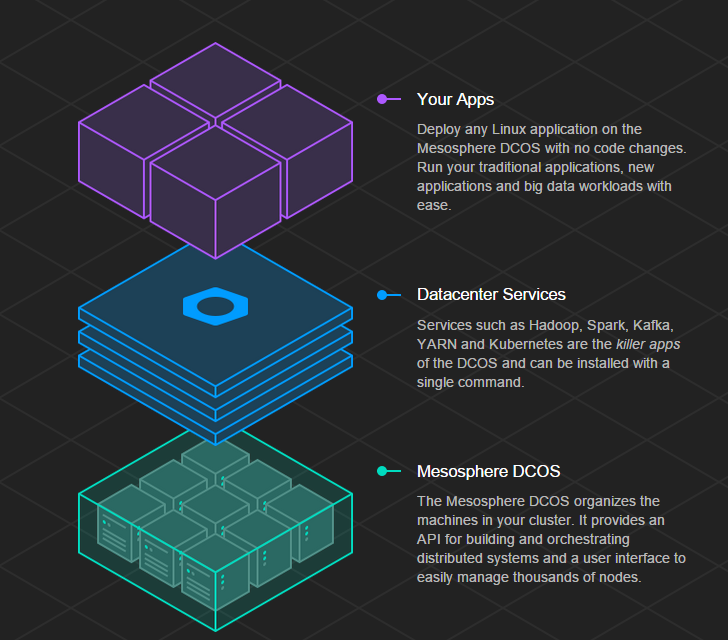 Your Apps
Deploy any Linux application on the
Mesosphere DCOS with no code changes.
Run your traditional applications, new
applications and big data workloads with
ease.
Datacenter Services
Services such as Hadoop, Spark, Kafka,
YARN and Kubernetes are the killer apps
of the DCOS and can be installed with a
single command.
Mesosphere DCOS
The Mesosphere DCOS organizes the
machines in your cluster. It provides an
API for building and orchestrating
distributed systems and a user interface to
easily manage thousands of nodes.